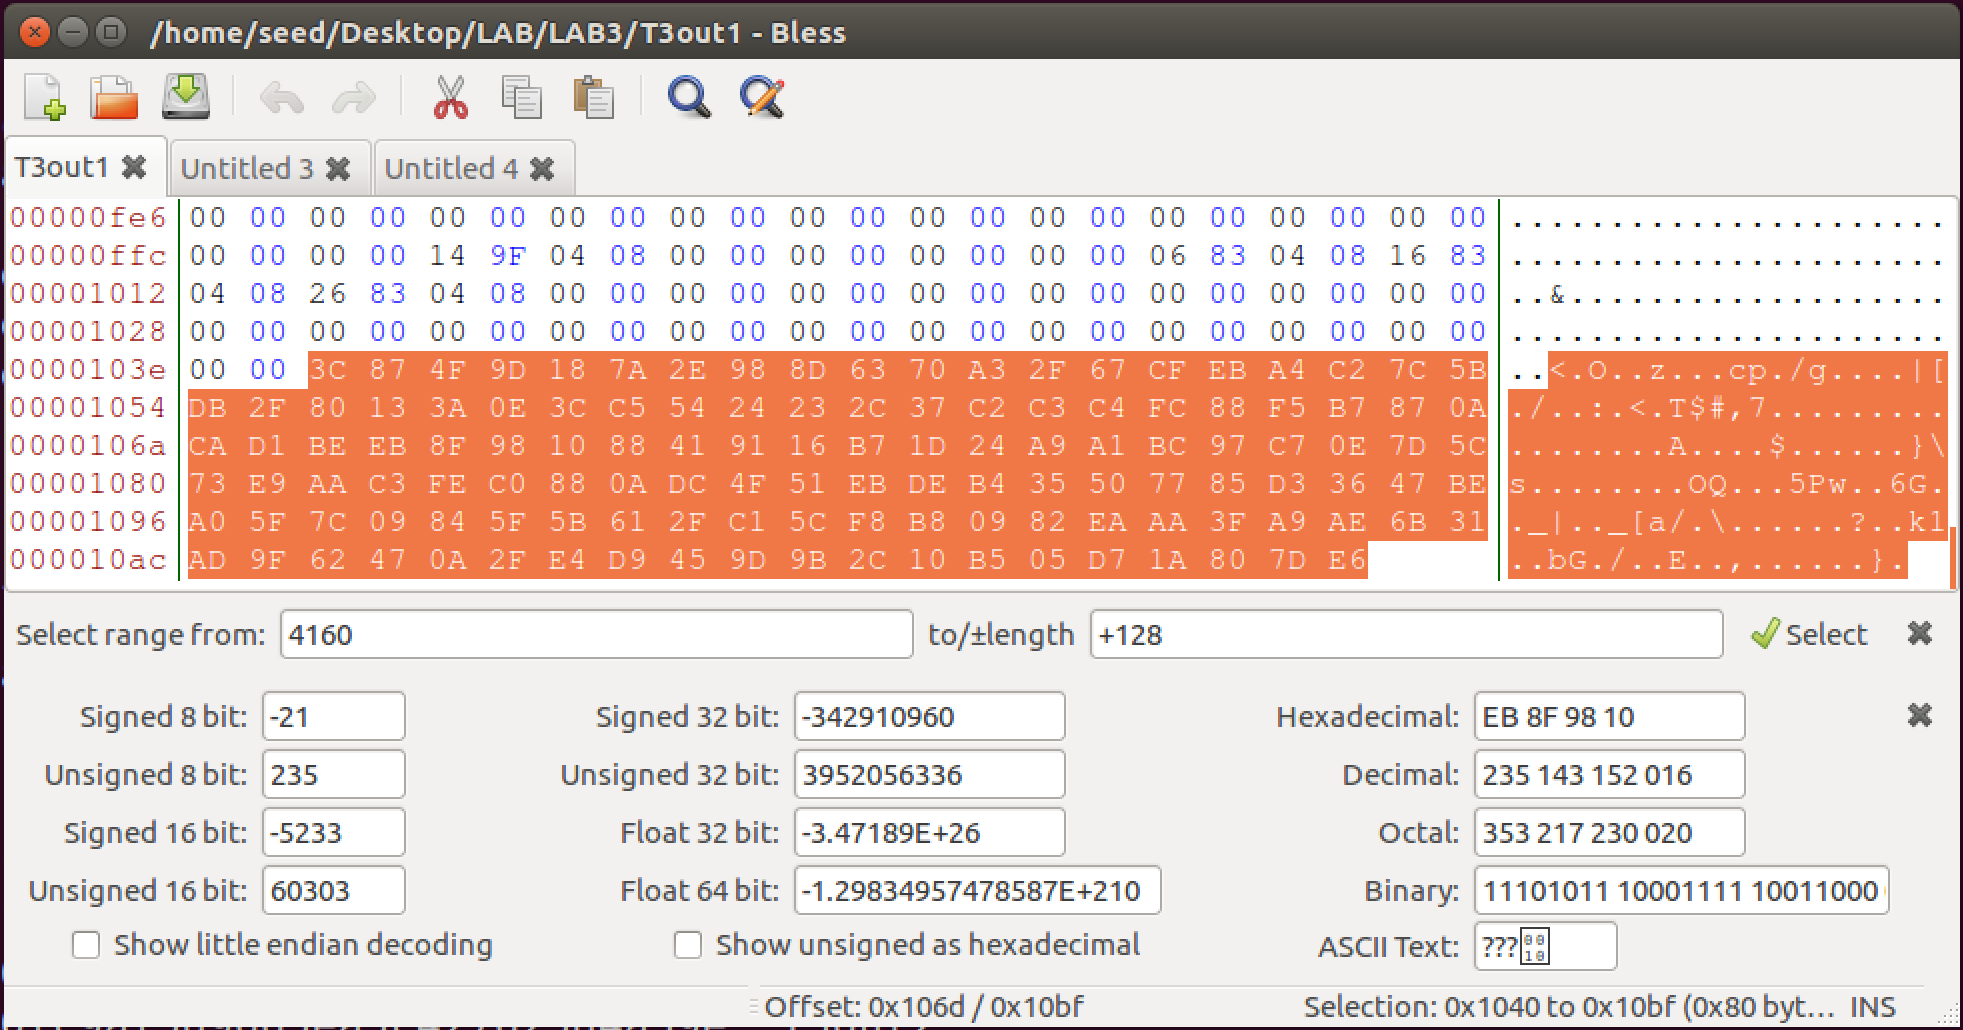 /home/seed/Desktop/LAB/LAB3/T3out1 - Bless
T3out1 Untitled 3 Untitled 4
00000fe6 00 00 00 00 00 00 00 00 00 00 00 00 00 00 00 00 00 00 00 00 00 00 ......................
00000ffc 00 00 00 00 14 9F 04 08 00 00 00 00 00 00 00 00 06 83 04 08 16 83 ......................
00001012 04 08 26 83 04 08 00 00 00 00 00 00 00 00 00 00 00 00 00 00 00 00 ..&...................
00001028 00 00 00 00 00 00 00 00 00 00 00 00 00 00 00 00 00 00 00 00 00 00 ......................
0000103e 00 00 3C 87 4F 9D 18 7A 2E 98 8D 63 70 A3 2F 67 CF EB A4 C2 7C 5B ..<.O..z...cp./g....|[
00001054 DB 2F 80 13 3A 0E 3C C5 54 24 23 2C 37 C2 C3 C4 FC 88 F5 B7 87 0A ./..:.<.T$#,7.........
0000106a CA D1 BE EB 8F 98 10 88 41 91 16 B7 1D 24 A9 A1 BC 97 C7 0E 7D 5C ........A....$......}\
00001080 73 E9 AA C3 FE C0 88 0A DC 4F 51 EB DE B4 35 50 77 85 D3 36 47 BE s........OQ...5Pw..6G.
00001096 A0 5F 7C 09 84 5F 5B 61 2F C1 5C F8 B8 09 82 EA AA 3F A9 AE 6B 31 ._|.._[a/.\......?..k1
000010ac AD 9F 62 47 0A 2F E4 D9 45 9D 9B 2C 10 B5 05 D7 1A 80 7D E6 ..bG./..E..,......}.
Select range from: 4160 to/±length +128 Select
Signed 8 bit: -21 Signed 32 bit: -342910960 Hexadecimal: EB 8F 98 10
Unsigned 8 bit: 235 Unsigned 32 bit: 3952056336 Decimal: 235 143 152 016
Signed 16 bit: -5233 Float 32 bit: -3.47189E+26 Octal: 353 217 230 020
Unsigned 16 bit: 60303 Float 64 bit: -1.29834957478587E+210 Binary: 11101011 10001111 10011000
Show little endian decoding Show unsigned as hexadecimal ASCII Text: ???
Offset: 0x106d / 0x10bf Selection: 0x1040 to 0x10bf (0x80 byt... INS